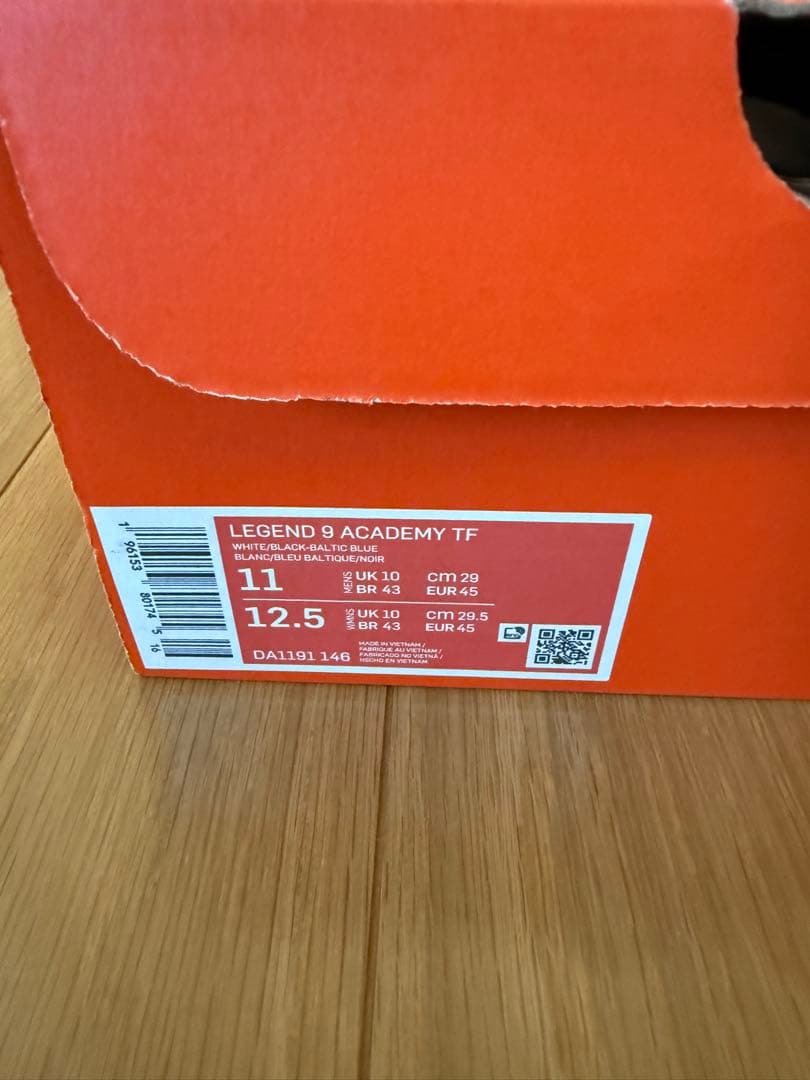 LEGEND 9 ACADEMY TF
WHITE/BLACK-BALTIC BLUE
BLANC/BLEU BALTIQUE/NOIR
11 MENS UK 10 cm 29
BR 43 EUR 45
12.5 WMNS UK 10 cm 29.5
BR 43 EUR 45
DA1191 146
MADE IN VIETNAM /
FABRIQUE AU VIETNAM /
FABRICADO NO VIETNÃ /
HECHO EN VIETNAM
1 96153 80174 5 16